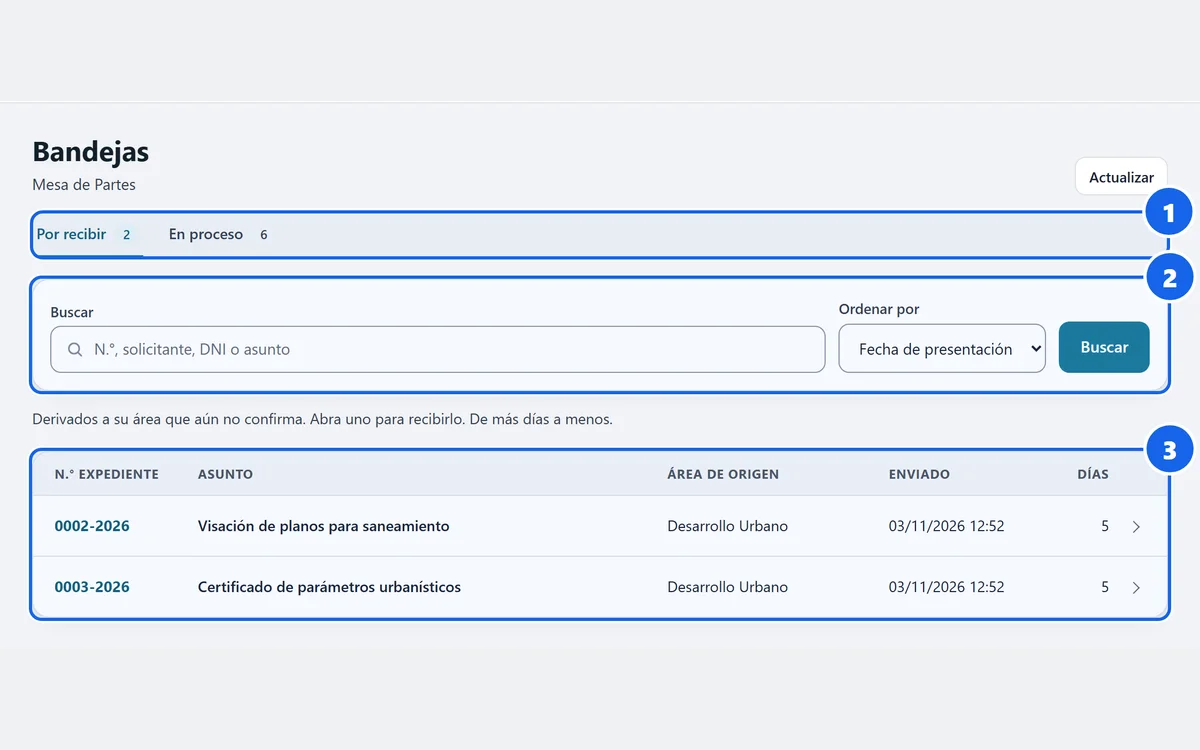 Bandejas
Mesa de Partes
Actualizar
1
Por recibir 2 En proceso 6
2
Buscar
Ordenar por
N.°, solicitante, DNI o asunto
Fecha de presentación
Buscar
Derivados a su área que aún no confirma. Abra uno para recibirlo. De más días a menos.
3
N.° EXPEDIENTE ASUNTO ÁREA DE ORIGEN ENVIADO DÍAS
0002-2026 Visación de planos para saneamiento Desarrollo Urbano 03/11/2026 12:52 5
0003-2026 Certificado de parámetros urbanísticos Desarrollo Urbano 03/11/2026 12:52 5